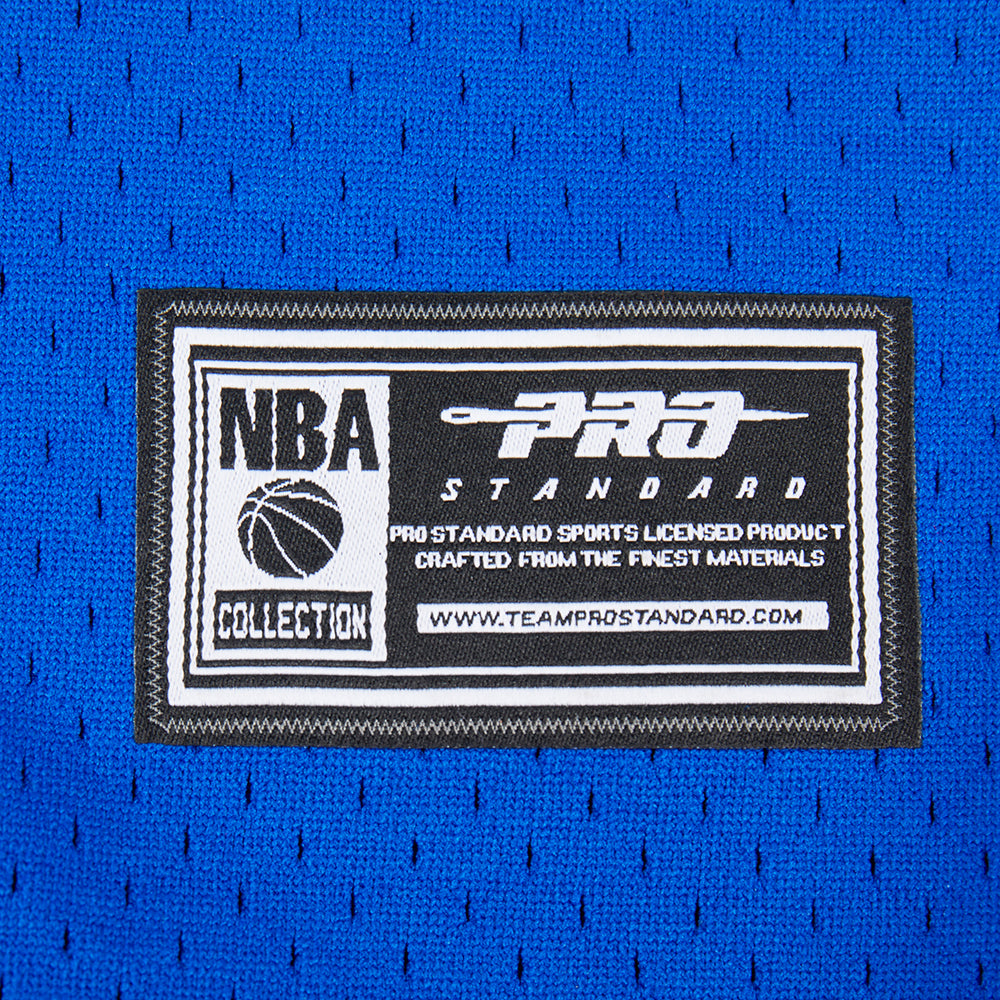 NBA
COLLECTION
PRO
STANDARD
PRO STANDARD SPORTS LICENSED PRODUCT
CRAFTED FROM THE FINEST MATERIALS
WWW.TEAMPROSTANDARD.COM